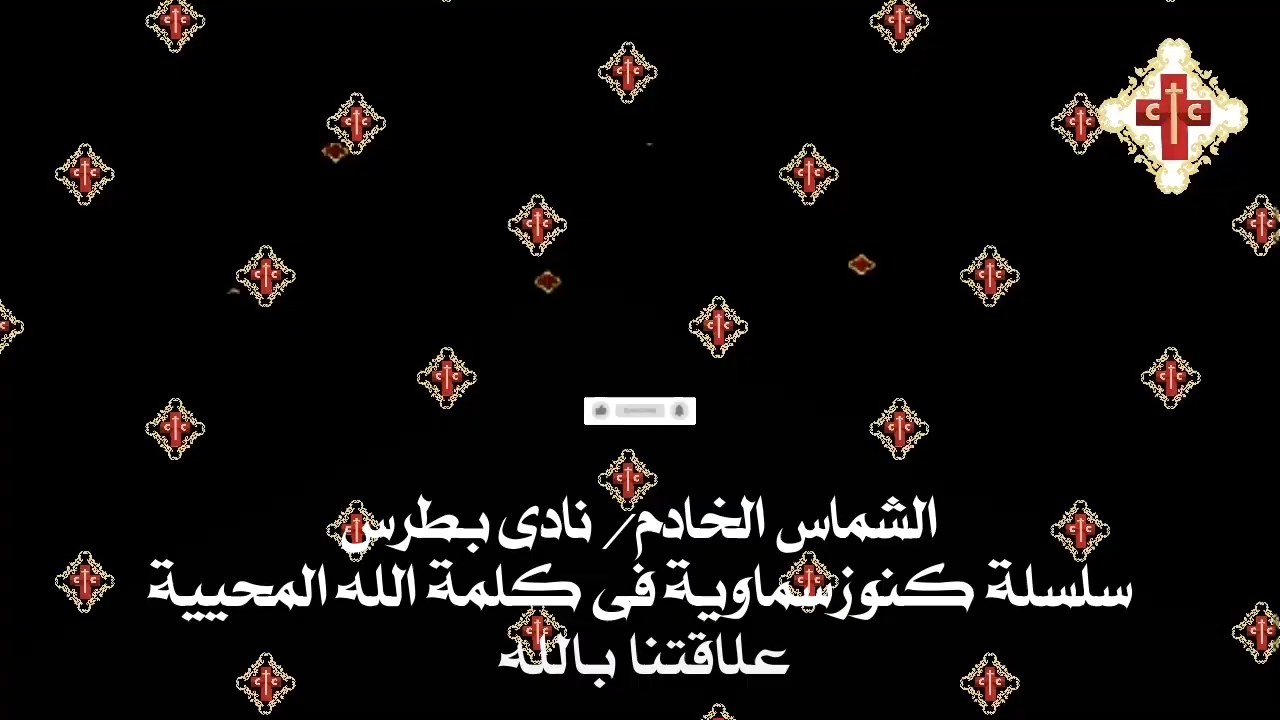 الشماس الخادم/ نادى بطرس
سلسلة كنوز سماوية فى كلمة الله المحيية
علاقتنا بالله